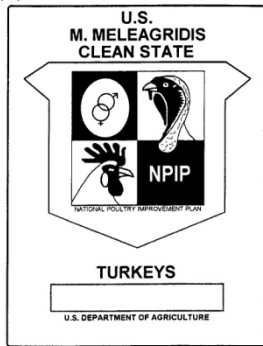 U.S.
M. MELEAGRIDIS
CLEAN STATE
NPIP
NATIONAL POULTRY IMPROVEMENT PLAN
TURKEYS
U.S. DEPARTMENT OF AGRICULTURE